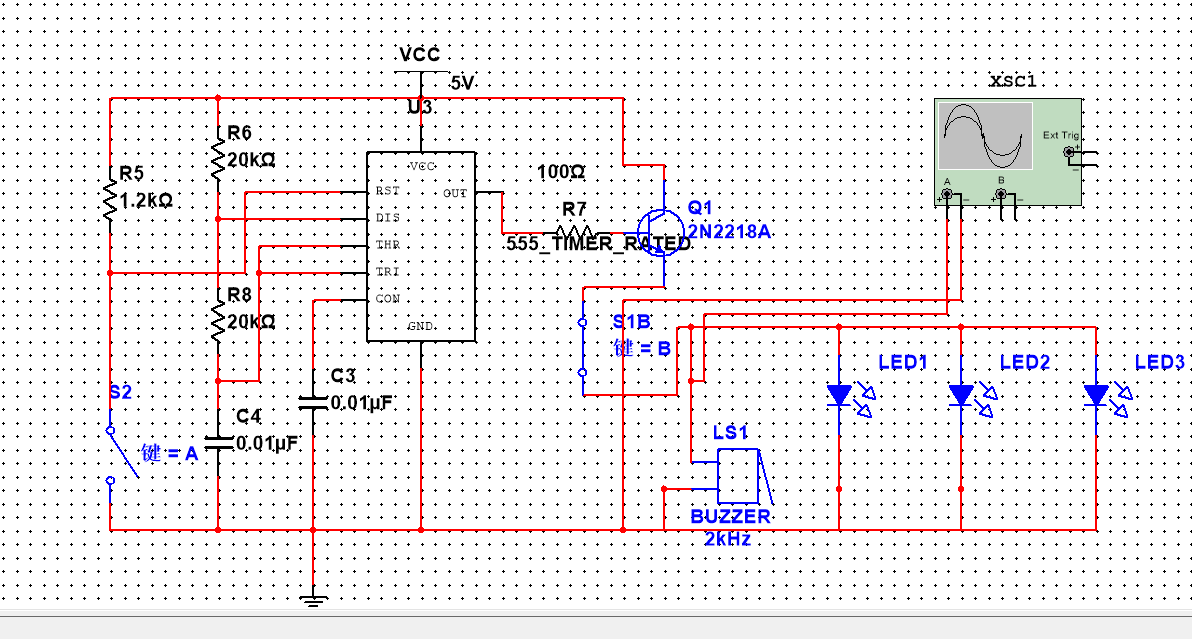 VCC
5V
U3
XSC1
R6
20kΩ
VCC
Ext Trig
+
R5
1.2kΩ
100Ω
RST
OUT
A
B
+
−
+
−
−
R7
Q1
DIS
2N2218A
555_TIMER_RATED
THR
TRI
R8
20kΩ
CON
GND
S1B
键 = B
LED1
LED2
LED3
C3
0.01µF
S2
C4
0.01µF
键 = A
LS1
BUZZER
2kHz